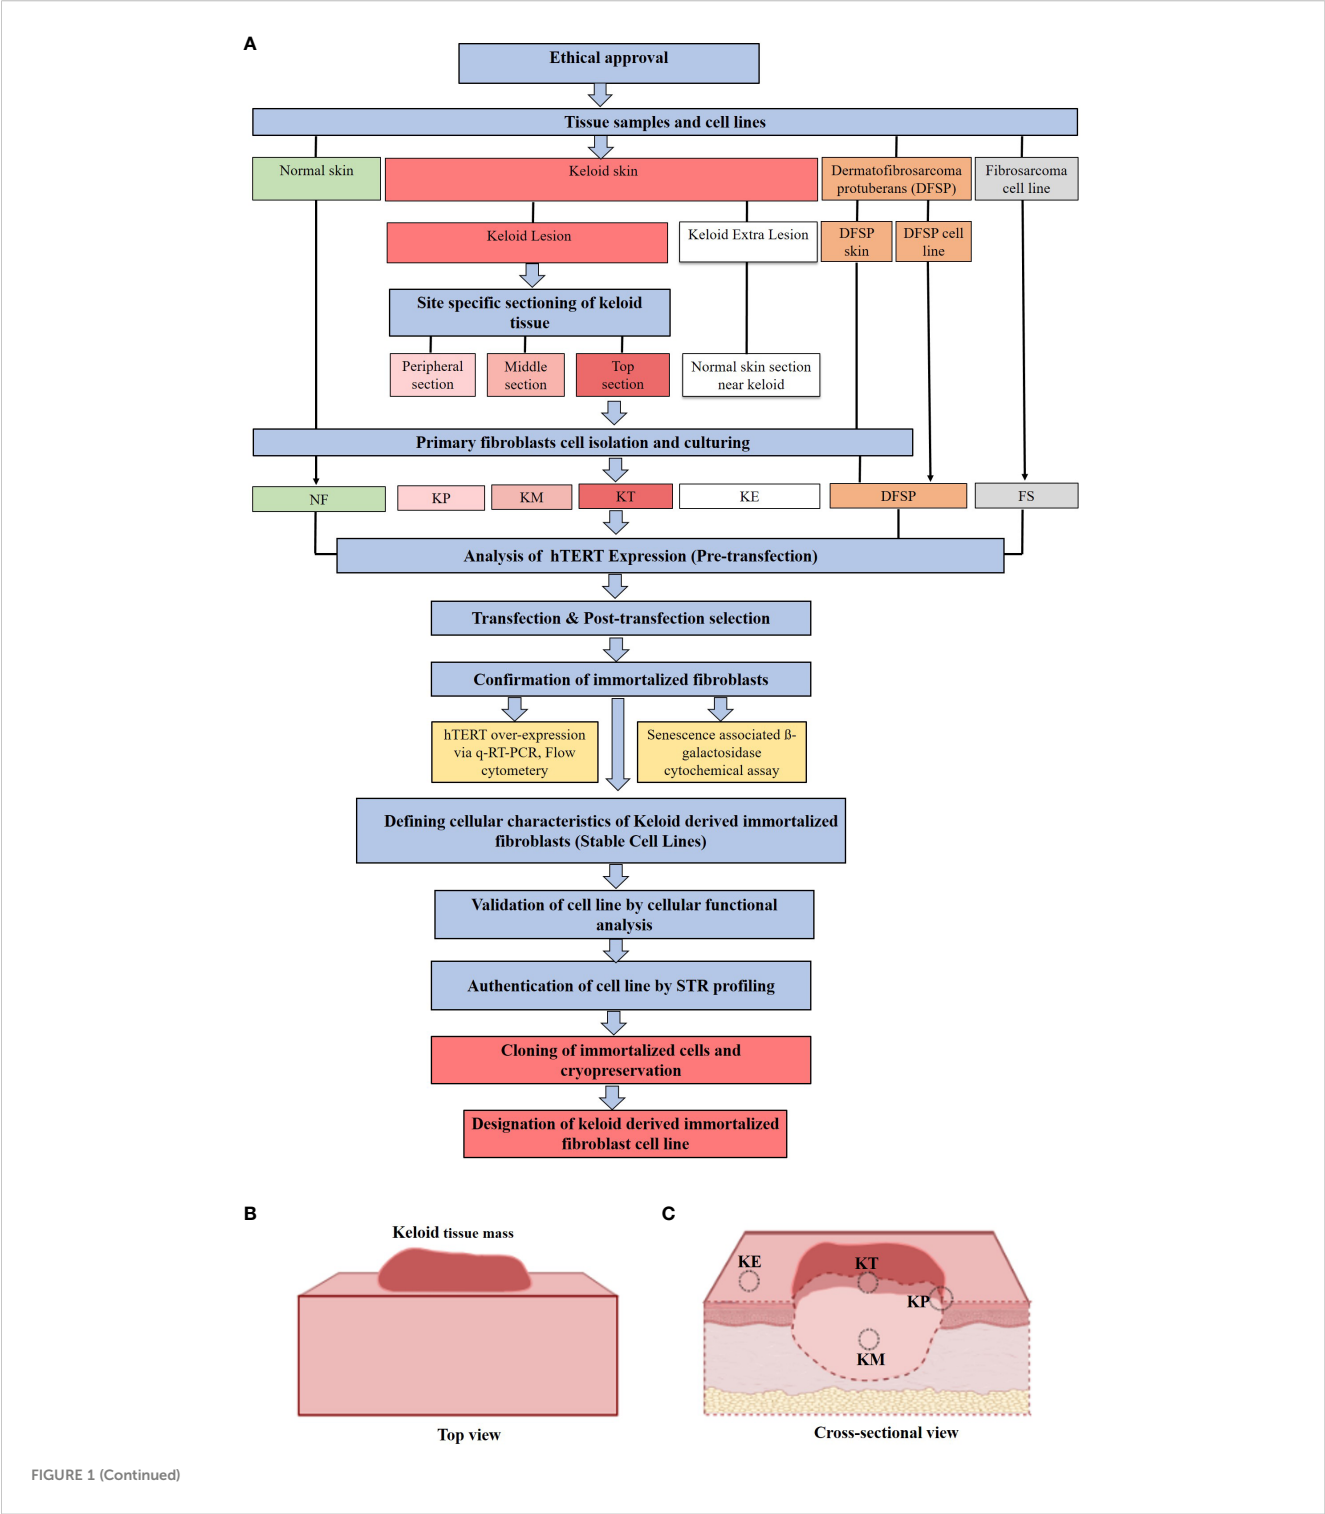 A
Ethical approval
Tissue samples and cell lines
Normal skin
Keloid skin
Dermatofibrosarcoma
protuberans (DFSP)
Fibrosarcoma
cell line
Keloid Lesion
Keloid Extra Lesion
DFSP
skin
DFSP cell
line
Site specific sectioning of keloid
tissue
Peripheral
section
Middle
section
Top
section
Normal skin section
near keloid
Primary fibroblasts cell isolation and culturing
NF
KP
KM
KT
KE
DFSP
FS
Analysis of hTERT Expression (Pre-transfection)
Transfection & Post-transfection selection
Confirmation of immortalized fibroblasts
hTERT over-expression
via q-RT-PCR, Flow
cytometery
Senescence associated ß-
galactosidase
cytochemical assay
Defining cellular characteristics of Keloid derived immortalized
fibroblasts (Stable Cell Lines)
Validation of cell line by cellular functional
analysis
Authentication of cell line by STR profiling
Cloning of immortalized cells and
cryopreservation
Designation of keloid derived immortalized
fibroblast cell line
B
Keloid tissue mass
Top view
C
KE
KT
KP
KM
Cross-sectional view
FIGURE 1 (Continued)